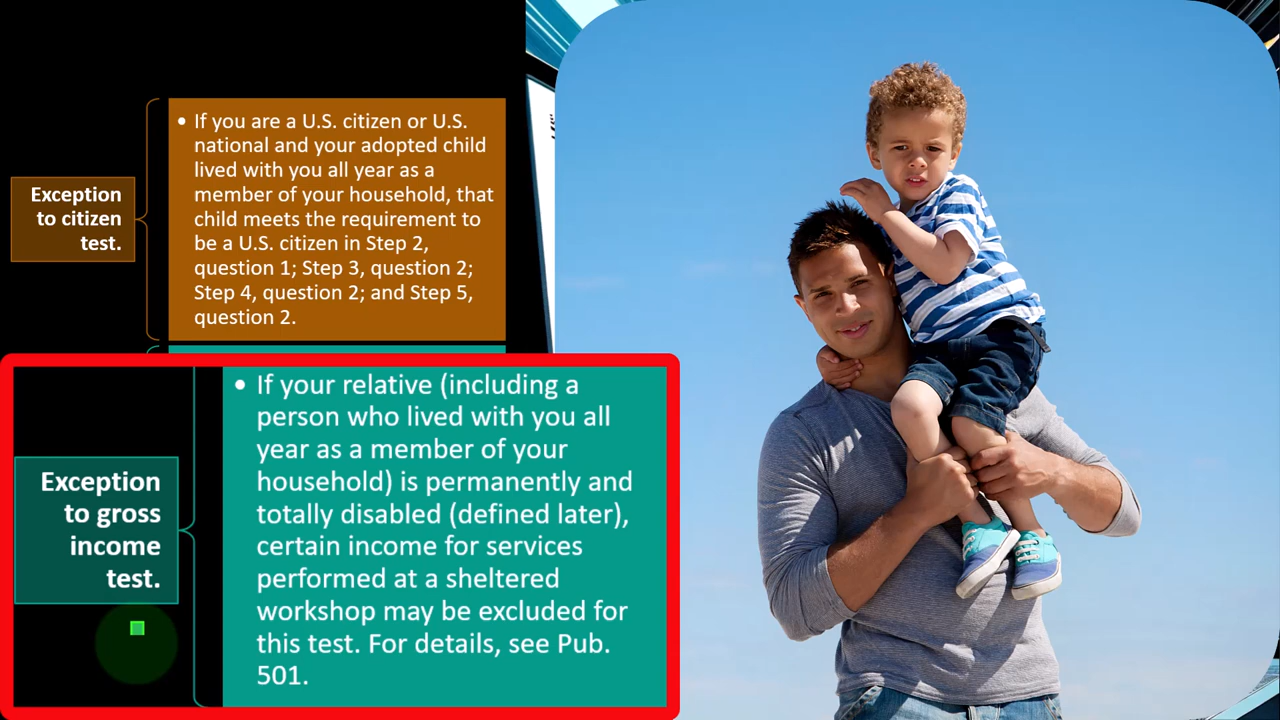 Exception
to citizen
test.
• If you are a U.S. citizen or U.S.
national and your adopted child
lived with you all year as a
member of your household, that
child meets the requirement to
be a U.S. citizen in Step 2,
question 1; Step 3, question 2;
Step 4, question 2; and Step 5,
question 2.
Exception
to gross
income
test.
• If your relative (including a
person who lived with you all
year as a member of your
household) is permanently and
totally disabled (defined later),
certain income for services
performed at a sheltered
workshop may be excluded for
this test. For details, see Pub.
501.